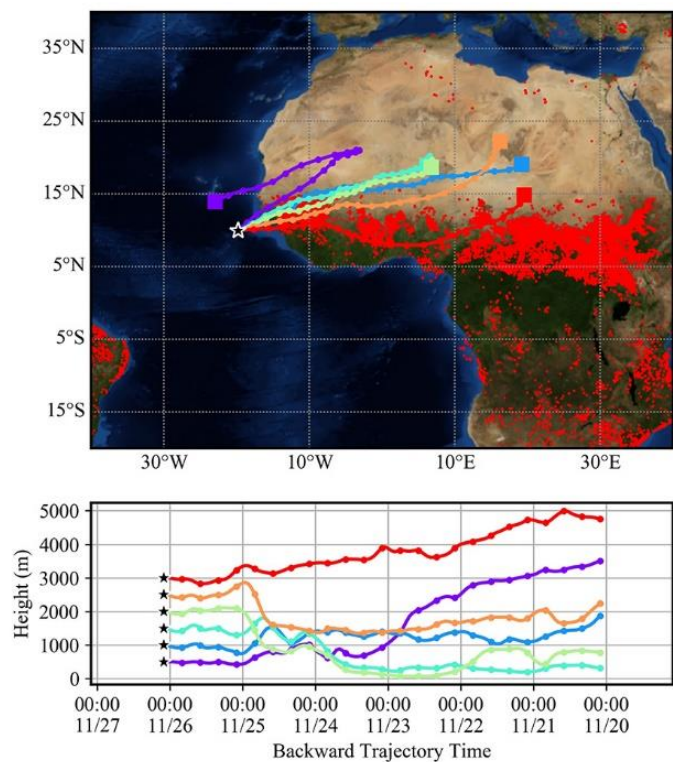 35°N
25°N
15°N
5°N
5°S
15°S
30°W 10°W 10°E 30°E
5000
4000
3000
2000
1000
0
Height (m)
00:00 00:00 00:00 00:00 00:00 00:00 00:00 00:00
11/27 11/26 11/25 11/24 11/23 11/22 11/21 11/20
Backward Trajectory Time